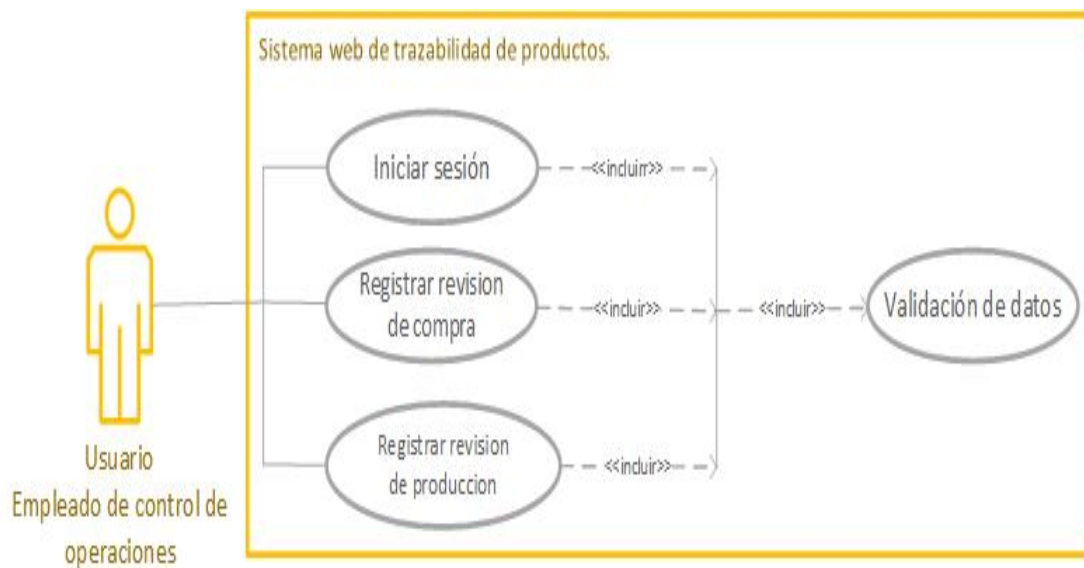 Sistema web de trazabilidad de productos.
Iniciar sesión
<<incluirr>>
Registrar revision
de compra
<<incluir>>
<<incluir>>
Validación de datos
Registrar revision
de produccion
<<incluir>>
Usuario
Empleado de control de
operaciones